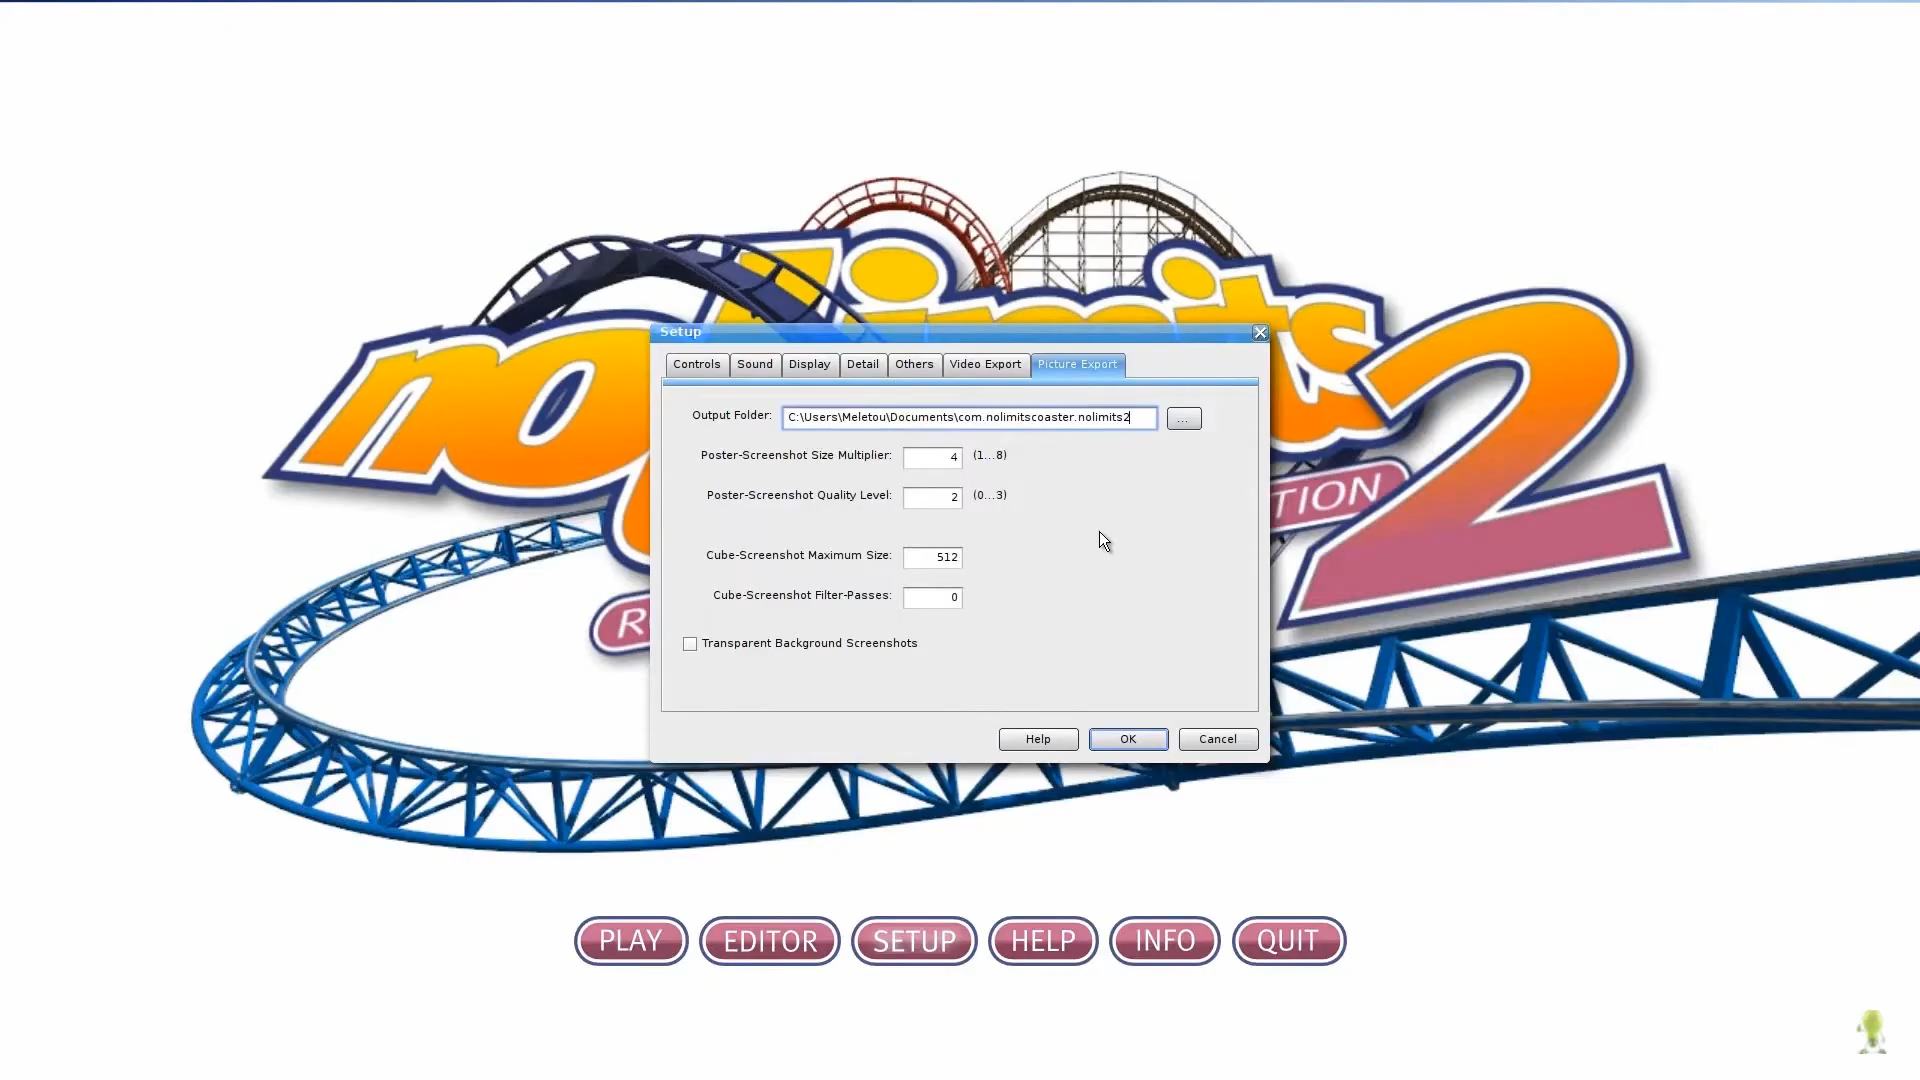 nolimits 2
TION
R
Setup
Controls Sound Display Detail Others Video Export Picture Export
Output Folder: C:\Users\Meletou\Documents\com.nolimitscoaster.nolimits2 ...
Poster-Screenshot Size Multiplier: 4 (1...8)
Poster-Screenshot Quality Level: 2 (0...3)
Cube-Screenshot Maximum Size: 512
Cube-Screenshot Filter-Passes: 0
Transparent Background Screenshots
Help OK Cancel
PLAY EDITOR SETUP HELP INFO QUIT